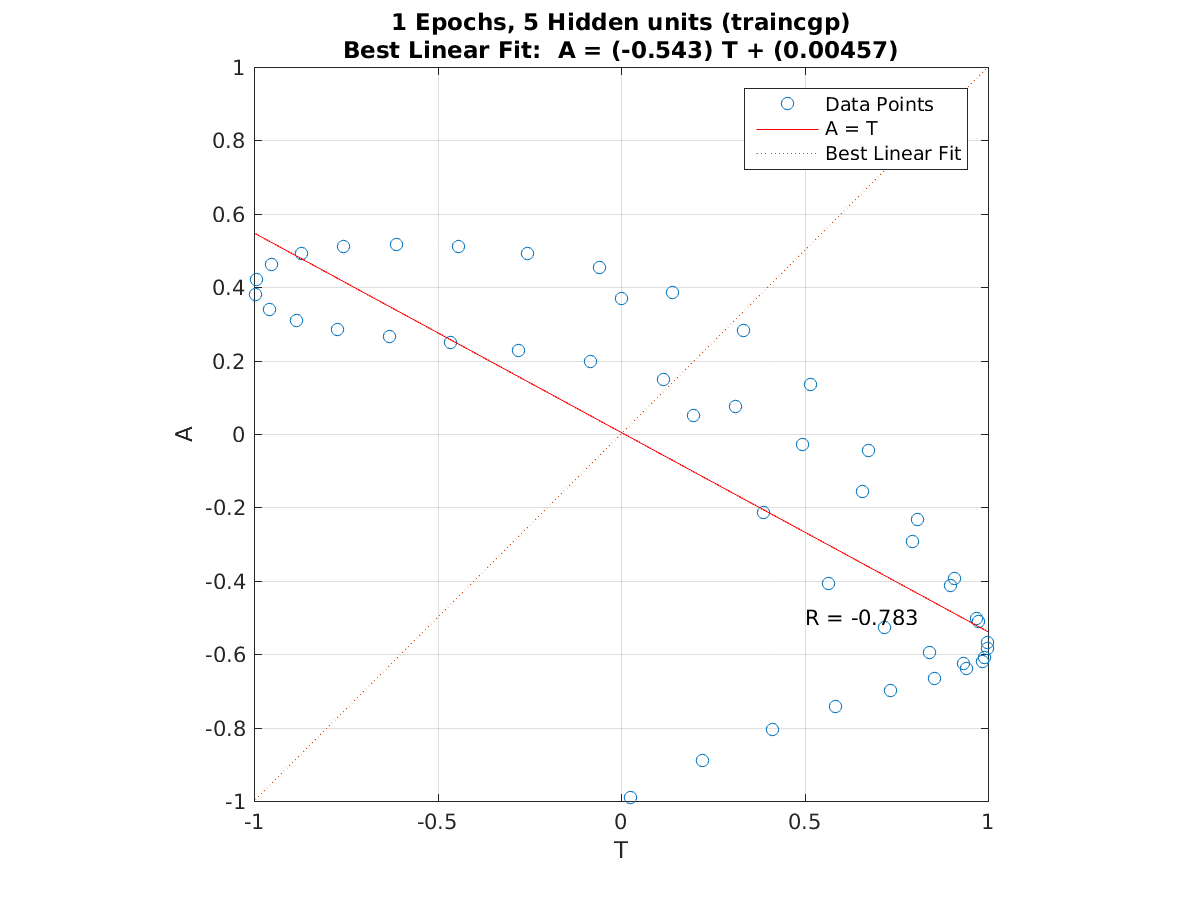 1 Epochs, 5 Hidden units (traincgp)
Best Linear Fit:  A = (-0.543) T + (0.00457)
1
0.8
0.6
0.4
0.2
0
-0.2
-0.4
-0.6
-0.8
-1
A
Data Points
A = T
Best Linear Fit
R = -0.783
-1
-0.5
0
0.5
1
T